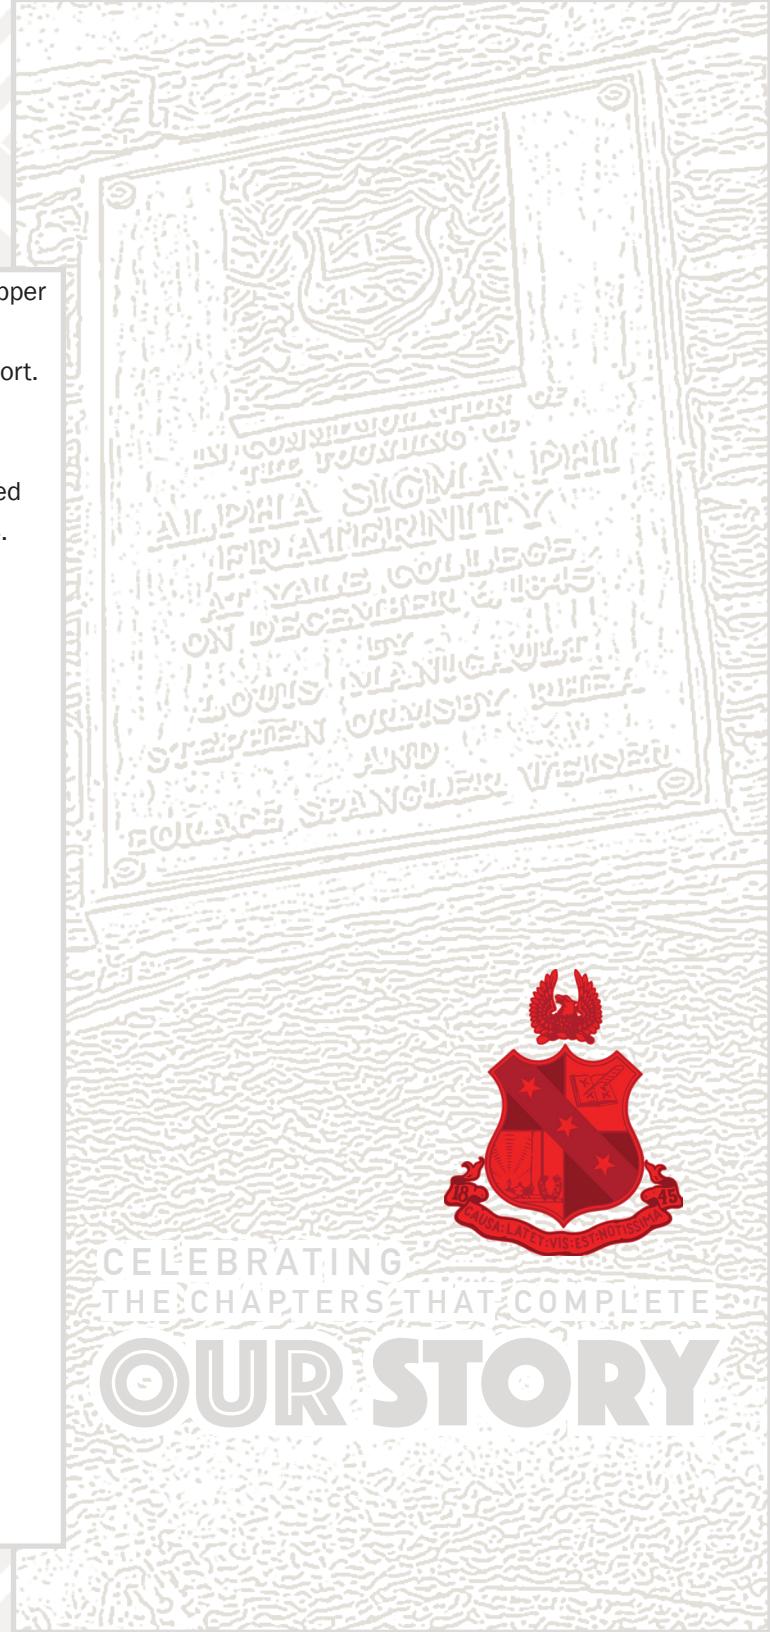 ort.
ed
IN COMMEMORATION OF
THE FOUNDING OF
ALPHA SIGMA PHI
FRATERNITY
AT YALE COLLEGE
ON DECEMBER 6, 1845
BY
LOUIS MANIGAULT
STEPHEN ORMSBY RHEA
AND
HORACE SPANGLER WEISER
18 45
CAUSA:LATET:VIS:EST:NOTISSIMA
CELEBRATING
THE CHAPTERS THAT COMPLETE
OUR STORY